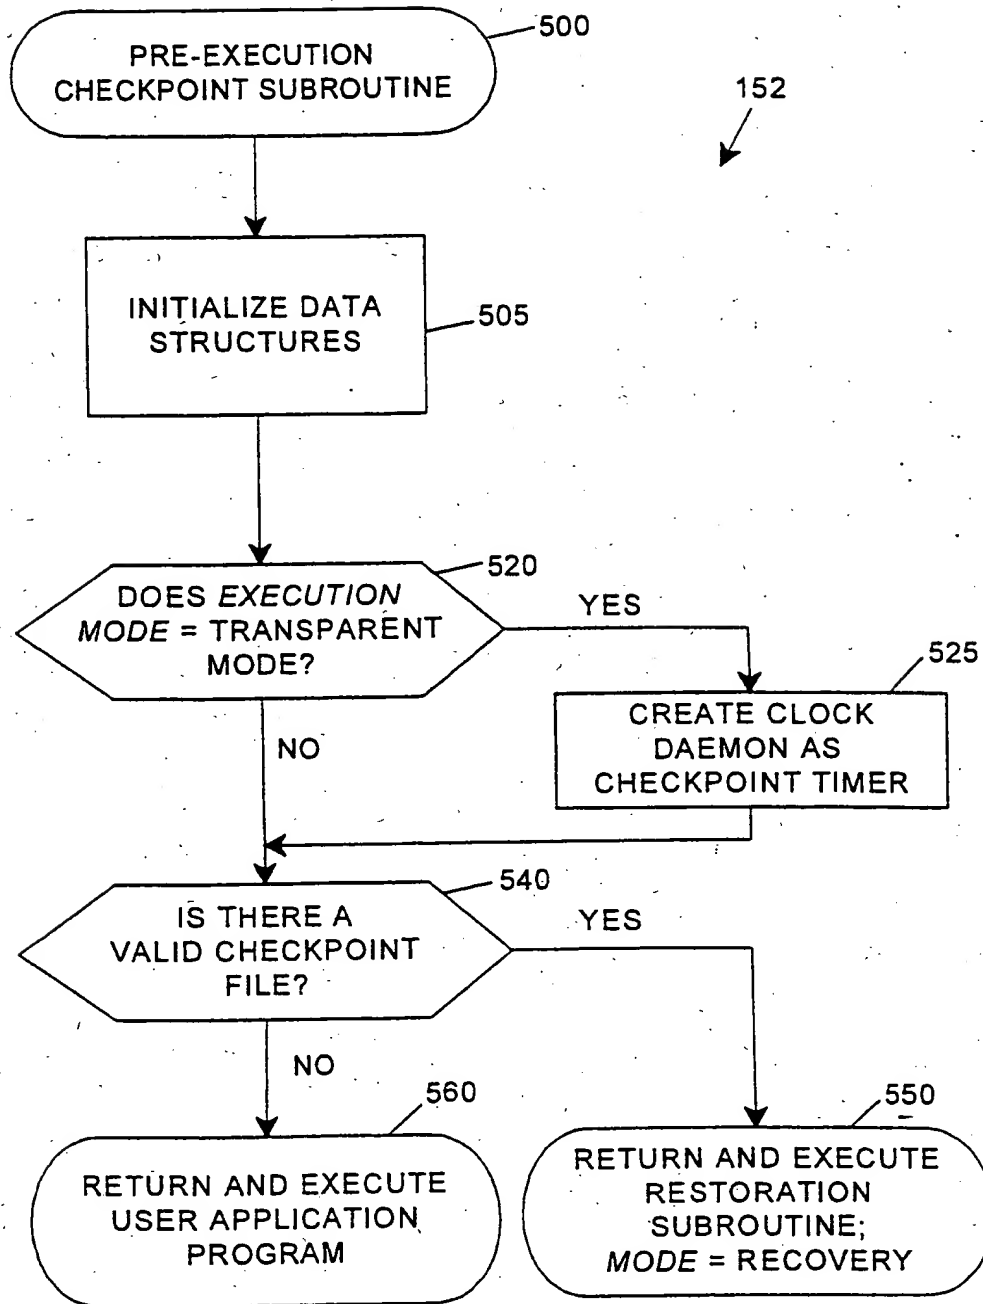 PRE-EXECUTION
CHECKPOINT SUBROUTINE
500
152
INITIALIZE DATA
STRUCTURES
505
DOES EXECUTION
MODE = TRANSPARENT
MODE?
520
YES
NO
525
CREATE CLOCK
DAEMON AS
CHECKPOINT TIMER
IS THERE A
VALID CHECKPOINT
FILE?
540
YES
NO
560
RETURN AND EXECUTE
USER APPLICATION
PROGRAM
550
RETURN AND EXECUTE
RESTORATION
SUBROUTINE;
MODE = RECOVERY